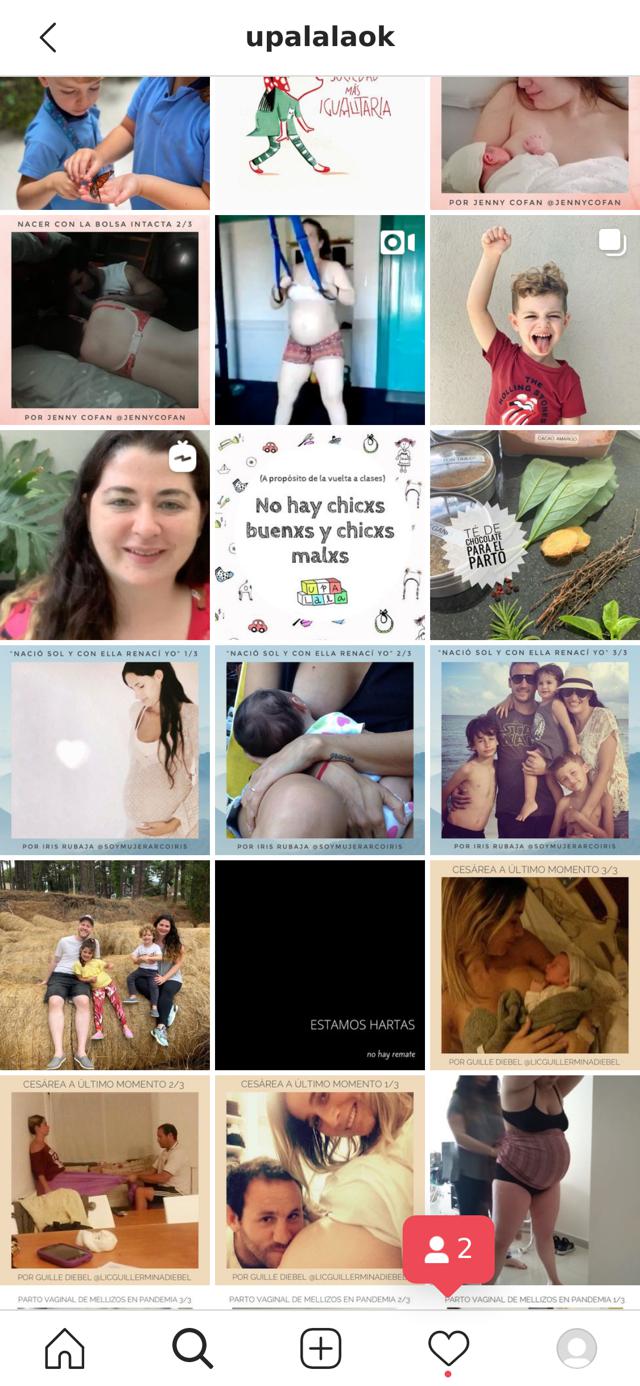 upalalaok
SOCIEDAD
MÁS
IGUALITARIA
POR JENNY COFAN @JENNYCOFAN
NACER CON LA BOLSA INTACTA 2/3
POR JENNY COFAN @JENNYCOFAN
THE
ROLLING STONES
(A propósito de la vuelta a clases)
No hay chicxs
buenxs y chicxs
malxs
UPA
LaLa
CACAO AMARGO
TÉ DE
CHOCOLATE
PARA EL
PARTO
"NACIÓ SOL Y CON ELLA RENACÍ YO" 1/3
POR IRIS RUBAJA @SOYMUJERARCOIRIS
"NACIÓ SOL Y CON ELLA RENACÍ YO" 2/3
POR IRIS RUBAJA @SOYMUJERARCOIRIS
"NACIÓ SOL Y CON ELLA RENACÍ YO" 3/3
STAR
POR IRIS RUBAJA @SOYMUJERARCOIRIS
ESTAMOS HARTAS
no hay remate
CESÁREA A ÚLTIMO MOMENTO 3/3
POR GUILLE DIEBEL @LICGUILLERMINADIEBEL
CESÁREA A ÚLTIMO MOMENTO 2/3
POR GUILLE DIEBEL @LICGUILLERMINADIEBEL
CESÁREA A ÚLTIMO MOMENTO 1/3
POR GUILLE DIEBEL @LICGUILLERMINADIEBEL
2
PARTO VAGINAL DE MELLIZOS EN PANDEMIA 3/3
PARTO VAGINAL DE MELLIZOS EN PANDEMIA 2/3
PARTO VAGINAL DE MELLIZOS EN PANDEMIA 1/3